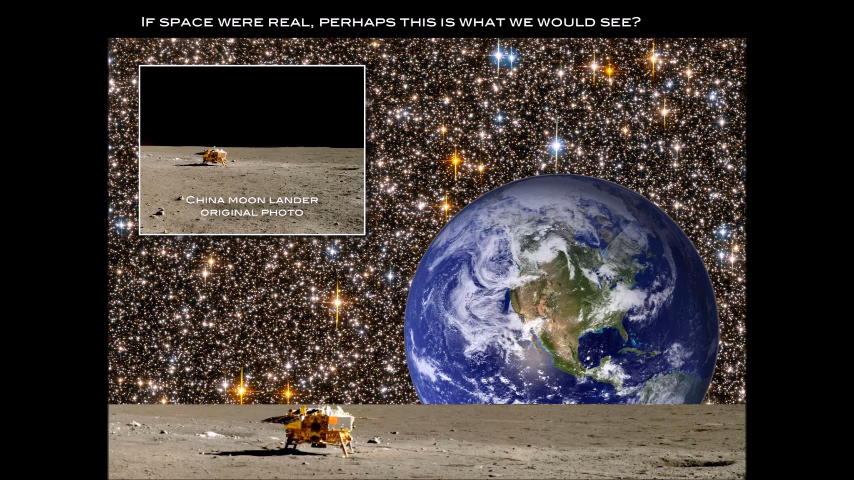 If space were real, perhaps this is what we would see?
*China moon lander
original photo